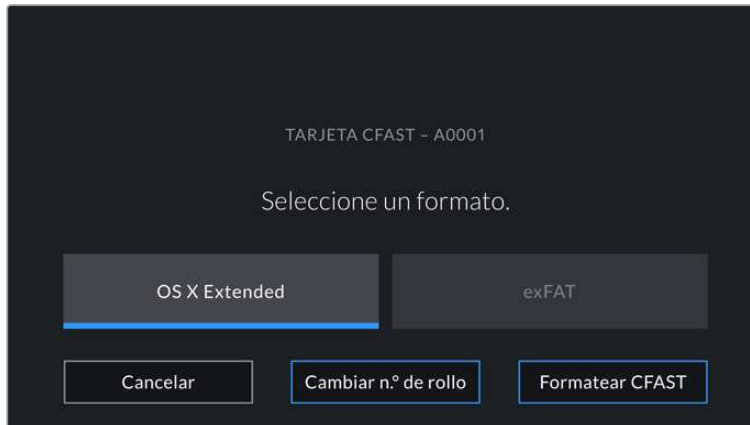 TARJETA CFAST – A0001
Seleccione un formato.
OS X Extended exFAT
Cancelar Cambiar n.º de rollo Formatear CFAST